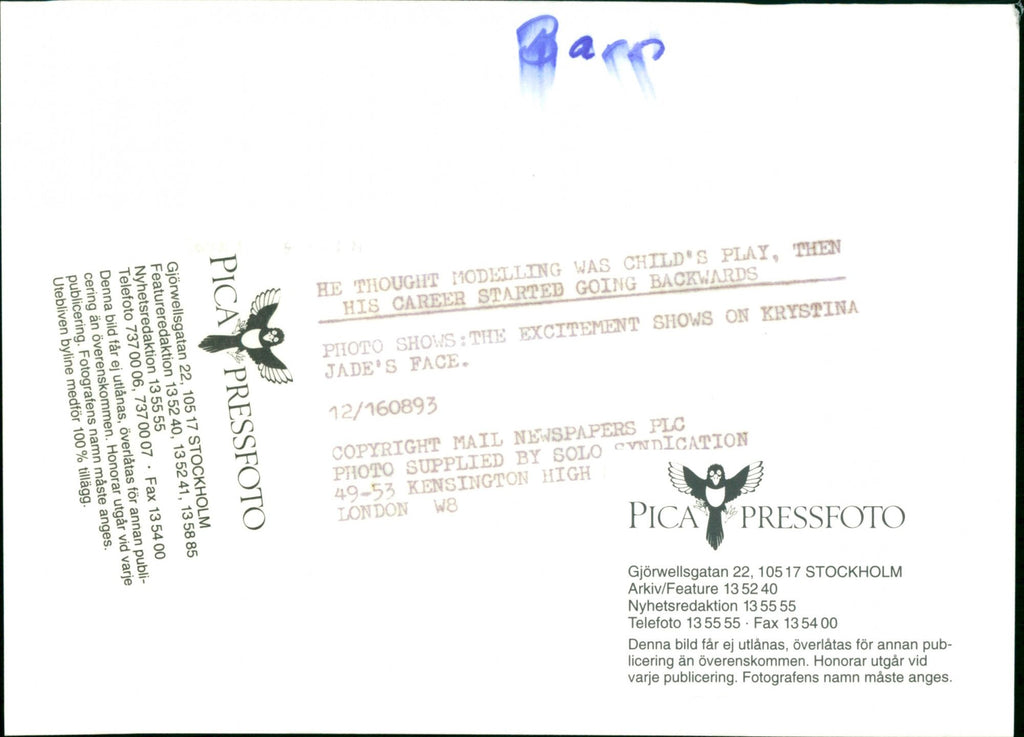 Barn
HE THOUGHT MODELLING WAS CHILD'S PLAY, THEN
HIS CAREER STARTED GOING BACKWARDS
PHOTO SHOWS:THE EXCITEMENT SHOWS ON KRYSTINA
JADE'S FACE.
12/160893
COPYRIGHT MAIL NEWSPAPERS PLC
PHOTO SUPPLIED BY SOLO SYNDICATION
49-53 KENSINGTON HIGH
LONDON W8
PICA PRESSFOTO
Gjörwellsgatan 22, 105 17 STOCKHOLM
Featureredaktion 13 52 40, 13 52 41, 13 58 85
Nyhetsredaktion 13 55 55
Telefoto 737 00 06, 737 00 07 · Fax 13 54 00
Denna bild får ej utlånas, överlåtas för annan publi-
cering än överenskommen. Honorar utgår vid varje
publicering. Fotografens namn måste anges.
Utebliven byline medför 100 % tillägg.
PICA PRESSFOTO
Gjörwellsgatan 22, 105 17 STOCKHOLM
Arkiv/Feature 13 52 40
Nyhetsredaktion 13 55 55
Telefoto 13 55 55 · Fax 13 54 00
Denna bild får ej utlånas, överlåtas för annan pub-
licering än överenskommen. Honorar utgår vid
varje publicering. Fotografens namn måste anges.